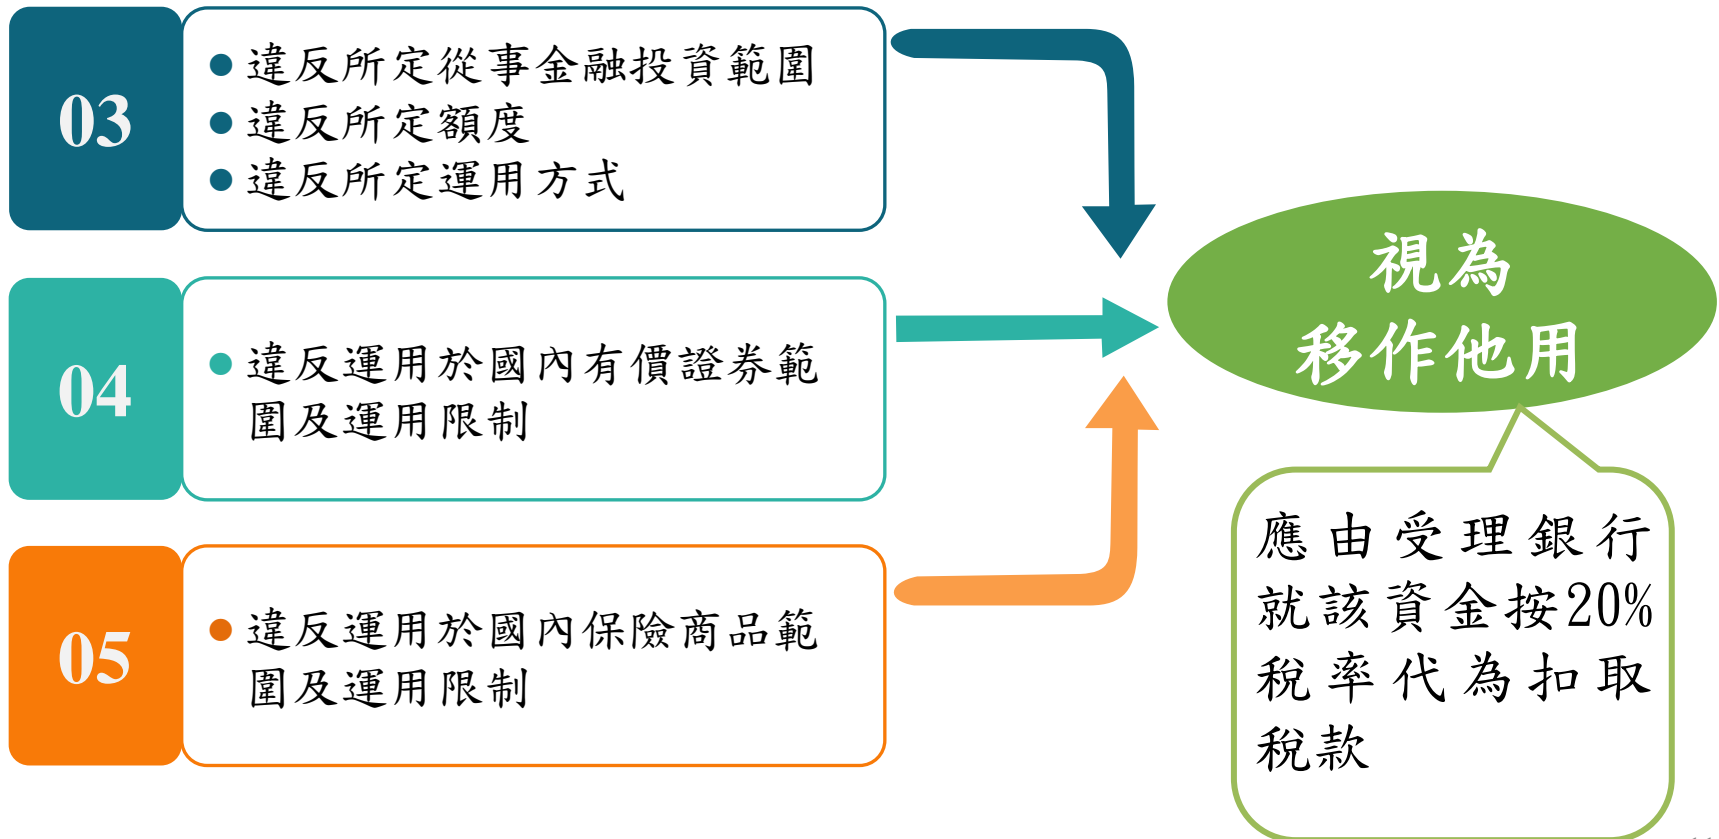 03
● 違反所定從事金融投資範圍
● 違反所定額度
● 違反所定運用方式
04
● 違反運用於國內有價證券範
圍及運用限制
05
● 違反運用於國內保險商品範
圍及運用限制
視為
移作他用
應由受理銀行
就該資金按20%
稅率代為扣取
稅款